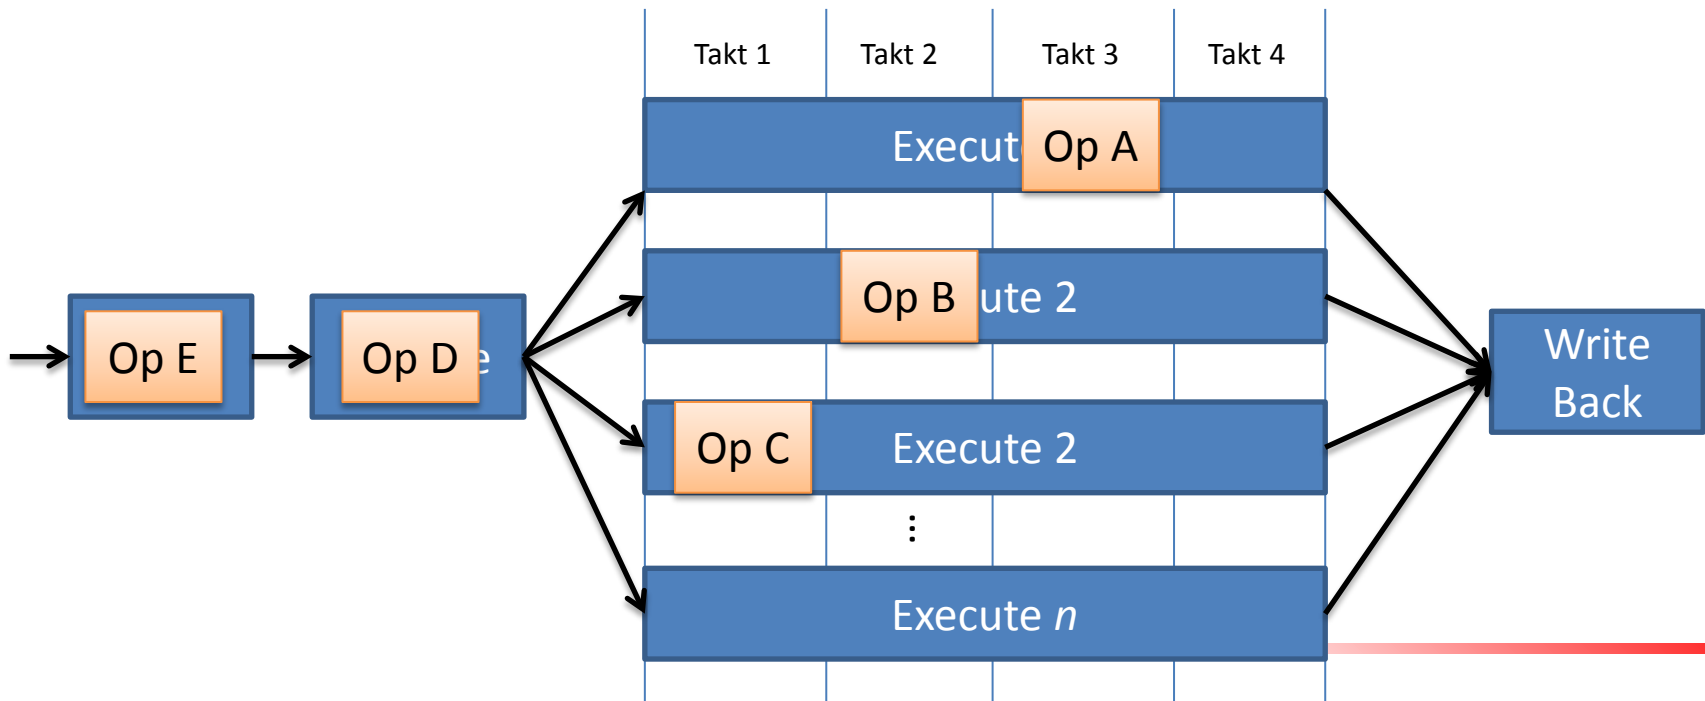 Takt 1
Takt 2
Takt 3
Takt 4
Execut
Op A
Op B
ute 2
Op E
Op D
e
Write
Back
Op C
Execute 2
⋮
Execute n